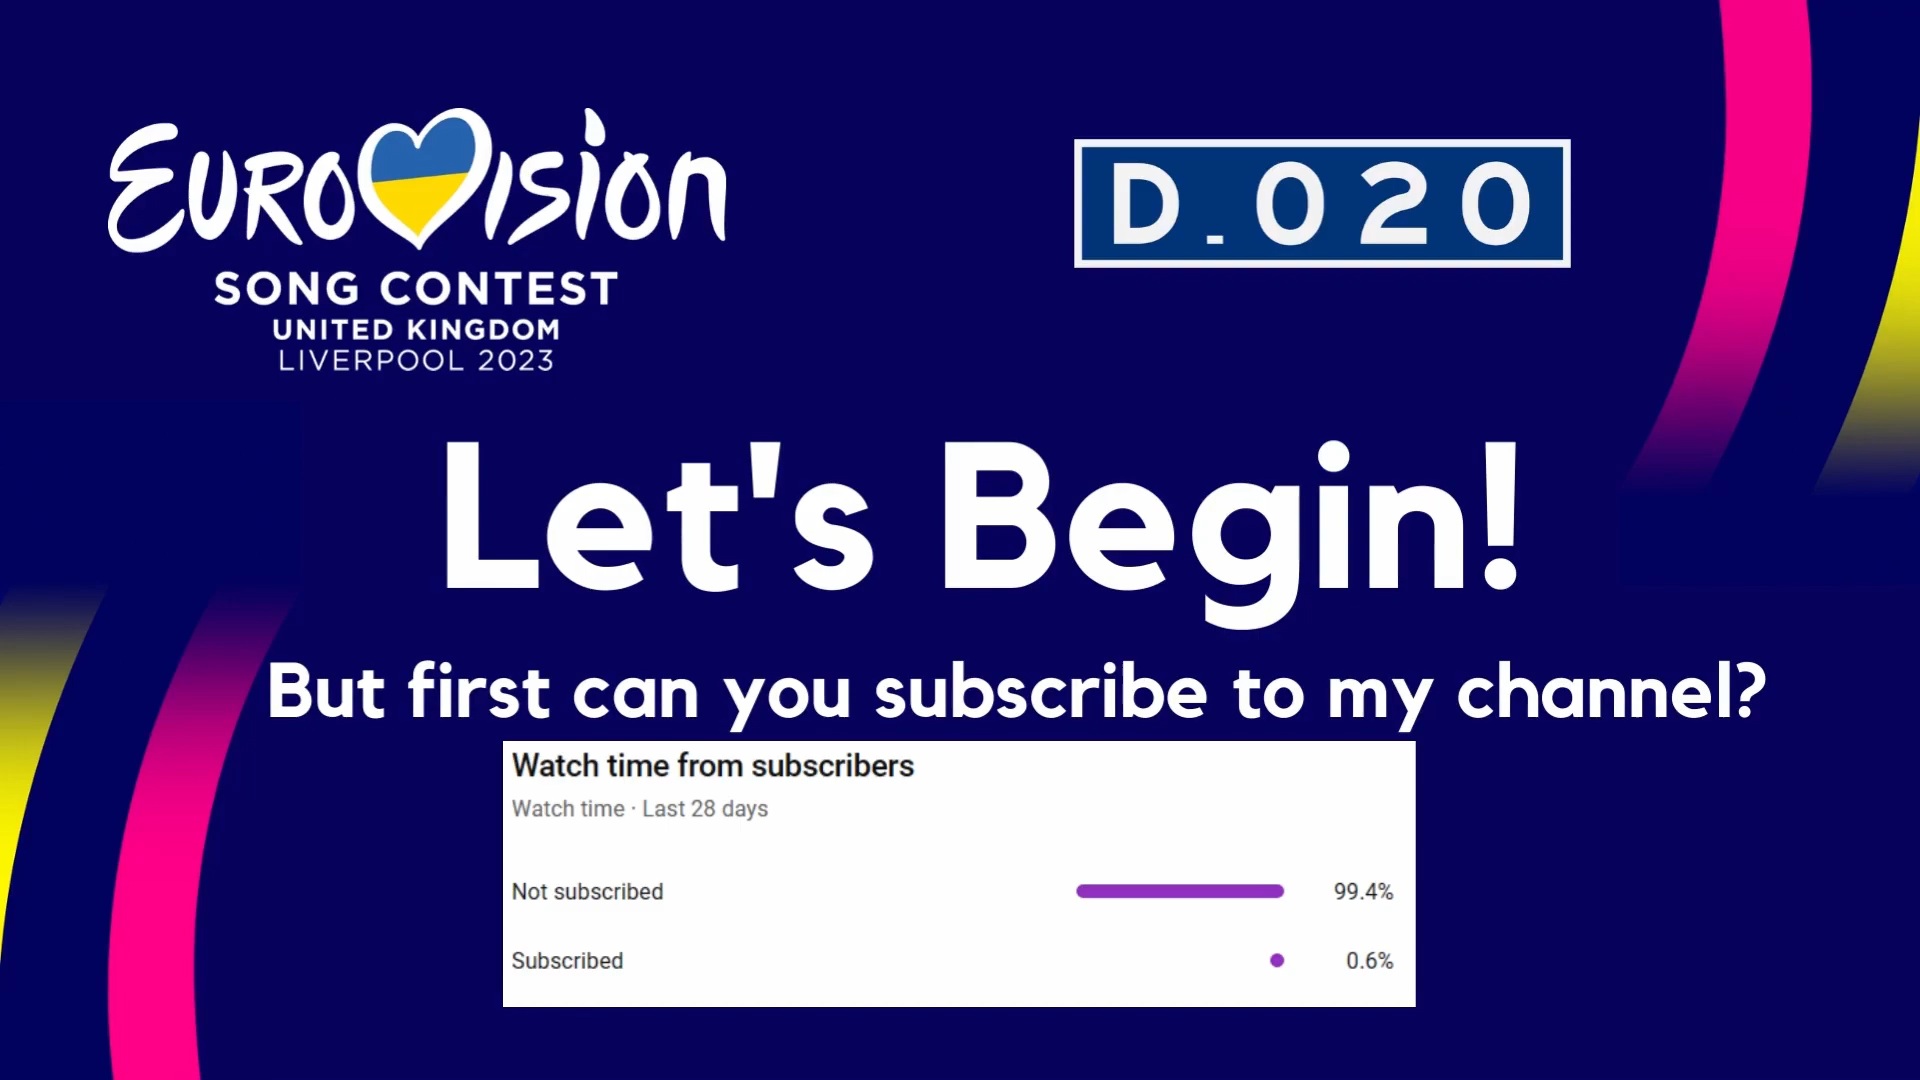 EUROVISION
SONG CONTEST
UNITED KINGDOM
LIVERPOOL 2023
D.020
Let's Begin!
But first can you subscribe to my channel?
Watch time from subscribers
Watch time · Last 28 days
Not subscribed 99.4%
Subscribed 0.6%